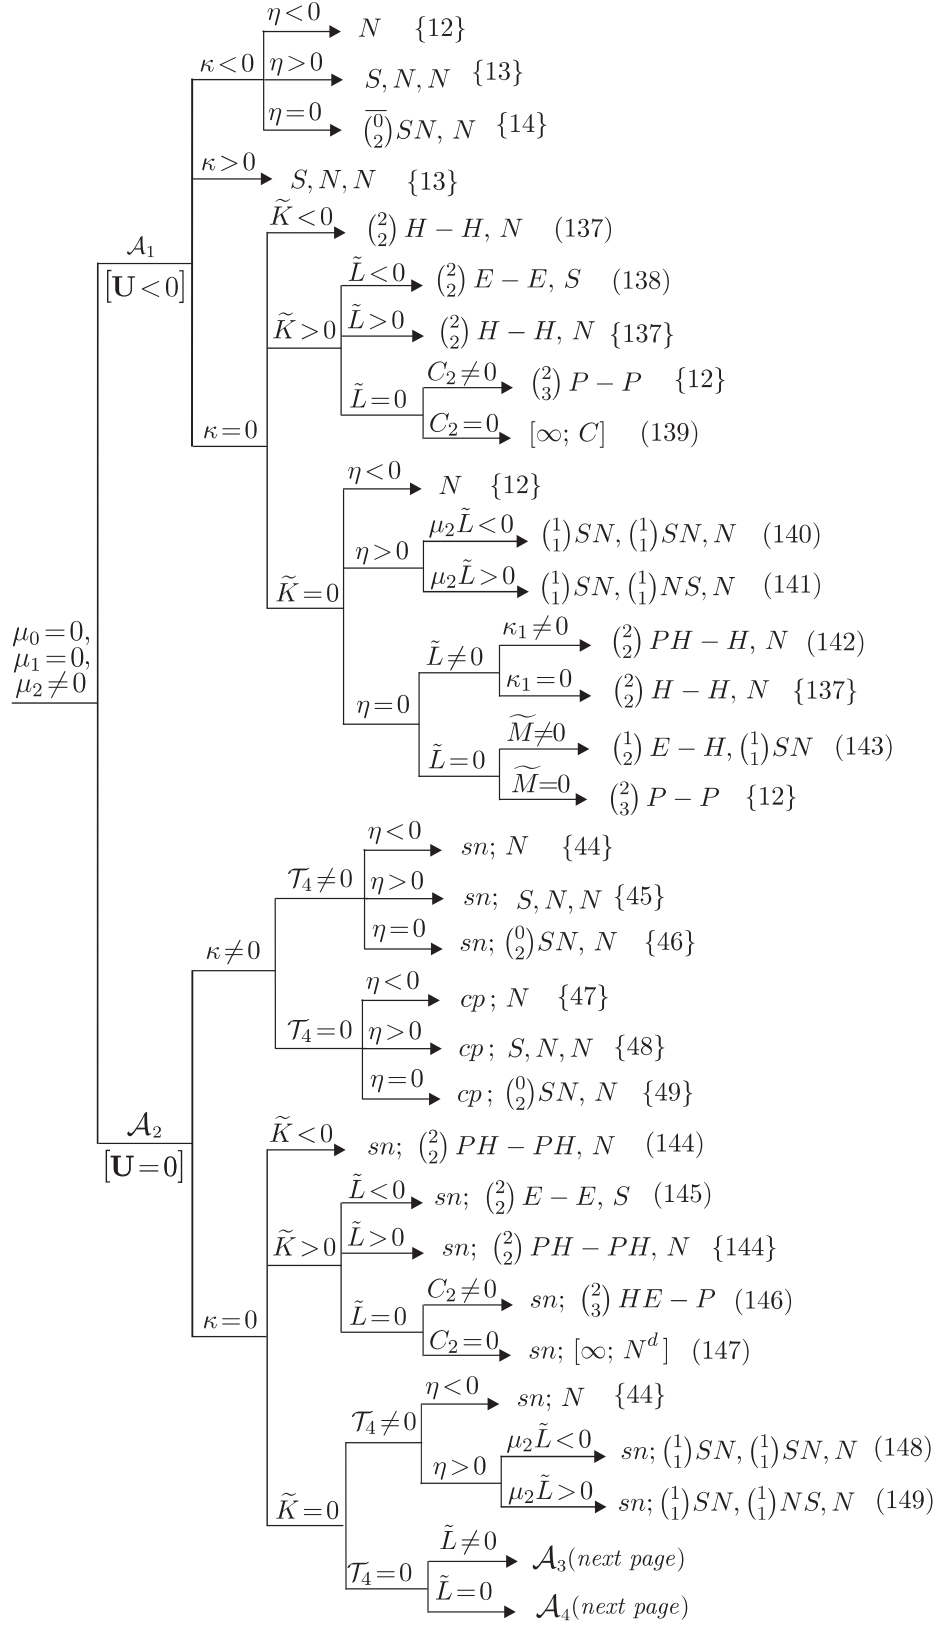 η<0 N {12}
κ<0 η>0 S, N, N {13}
η=0 \overline{\binom{0}{2}}SN, N {14}
κ>0 S, N, N {13}
\widetilde{K}<0 \binom{2}{2} H − H, N (137)
𝒜₁
[𝐔<0]
\tilde{L}<0 \binom{2}{2} E − E, S (138)
\widetilde{K}>0 \tilde{L}>0 \binom{2}{2} H − H, N {137}
C₂≠0 \binom{2}{3} P − P {12}
\tilde{L}=0
κ=0 C₂=0 [∞; C] (139)
η<0 N {12}
μ₂\tilde{L}<0 \binom{1}{1}SN, \binom{1}{1}SN, N (140)
η>0
\widetilde{K}=0 μ₂\tilde{L}>0 \binom{1}{1}SN, \binom{1}{1}NS, N (141)
μ₀=0,
μ₁=0,
μ₂≠0
κ₁≠0 \binom{2}{2} PH − H, N (142)
\tilde{L}≠0
κ₁=0 \binom{2}{2} H − H, N {137}
η=0
\widetilde{M}≠0 \binom{1}{2} E − H, \binom{1}{1}SN (143)
\tilde{L}=0
\widetilde{M}=0 \binom{2}{3} P − P {12}
η<0 sn; N {44}
𝒯₄≠0 η>0 sn; S, N, N {45}
η=0 sn; \binom{0}{2}SN, N {46}
κ≠0
η<0 cp; N {47}
𝒯₄=0 η>0 cp; S, N, N {48}
η=0 cp; \binom{0}{2}SN, N {49}
𝒜₂
[𝐔=0]
\widetilde{K}<0 sn; \binom{2}{2} PH − PH, N (144)
\tilde{L}<0 sn; \binom{2}{2} E − E, S (145)
\widetilde{K}>0 \tilde{L}>0 sn; \binom{2}{2} PH − PH, N {144}
C₂≠0 sn; \binom{2}{3} HE − P (146)
κ=0 \tilde{L}=0
C₂=0 sn; [∞; N^d] (147)
η<0 sn; N {44}
𝒯₄≠0
μ₂\tilde{L}<0 sn; \binom{1}{1}SN, \binom{1}{1}SN, N (148)
η>0
μ₂\tilde{L}>0 sn; \binom{1}{1}SN, \binom{1}{1}NS, N (149)
\widetilde{K}=0
\tilde{L}≠0 𝒜₃(next page)
𝒯₄=0
\tilde{L}=0 𝒜₄(next page)